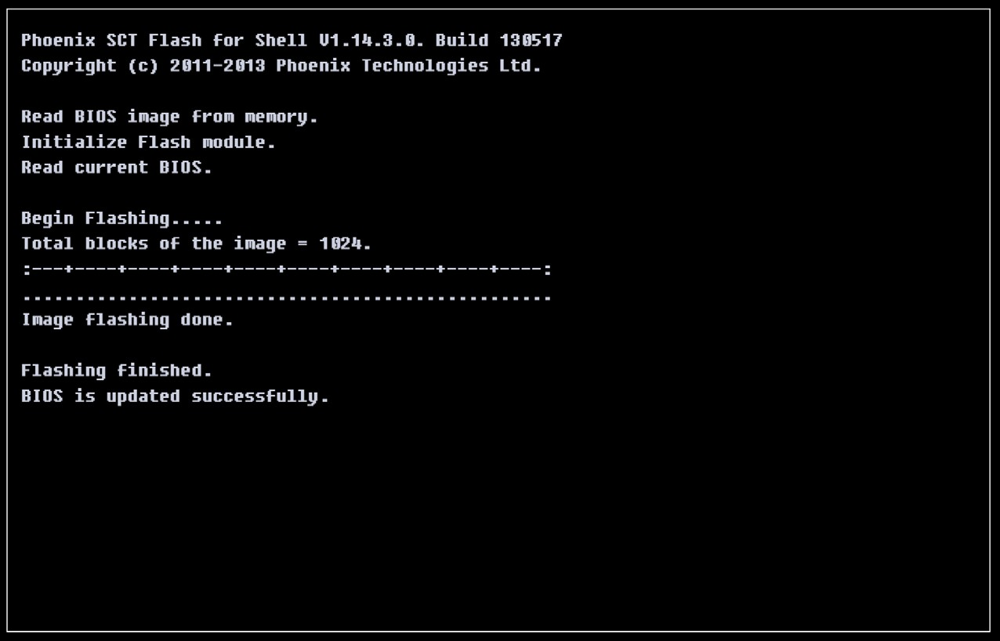 Phoenix SCT Flash for Shell V1.14.3.0. Build 130517
Copyright (c) 2011-2013 Phoenix Technologies Ltd.
Read BIOS image from memory.
Initialize Flash module.
Read current BIOS.
Begin Flashing.....
Total blocks of the image = 1024.
:---+----+----+----+----+----+----+----+----+----:
..................................................
Image flashing done.
Flashing finished.
BIOS is updated successfully.